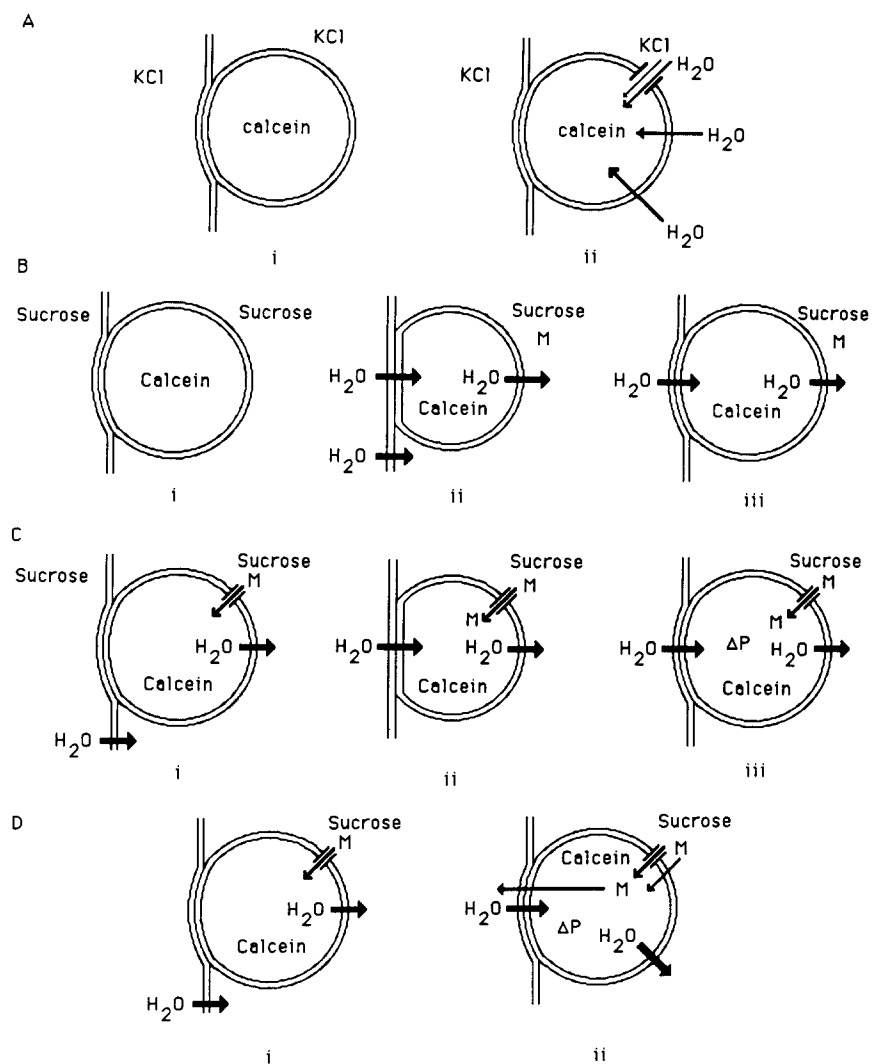 A
KCl KCl
calcein
i
KCl KCl
H2O
calcein
H2O
H2O
ii
B
Sucrose Sucrose
Calcein
i
Sucrose
M
H2O H2O
Calcein
H2O
ii
Sucrose
M
H2O H2O
Calcein
iii
C
Sucrose Sucrose
M
H2O
Calcein
H2O
i
Sucrose
M
M
H2O H2O
Calcein
ii
Sucrose
M
M
ΔP
H2O H2O
Calcein
iii
D
Sucrose
M
H2O
Calcein
H2O
i
Sucrose
Calcein M
M
H2O
ΔP H2O
ii